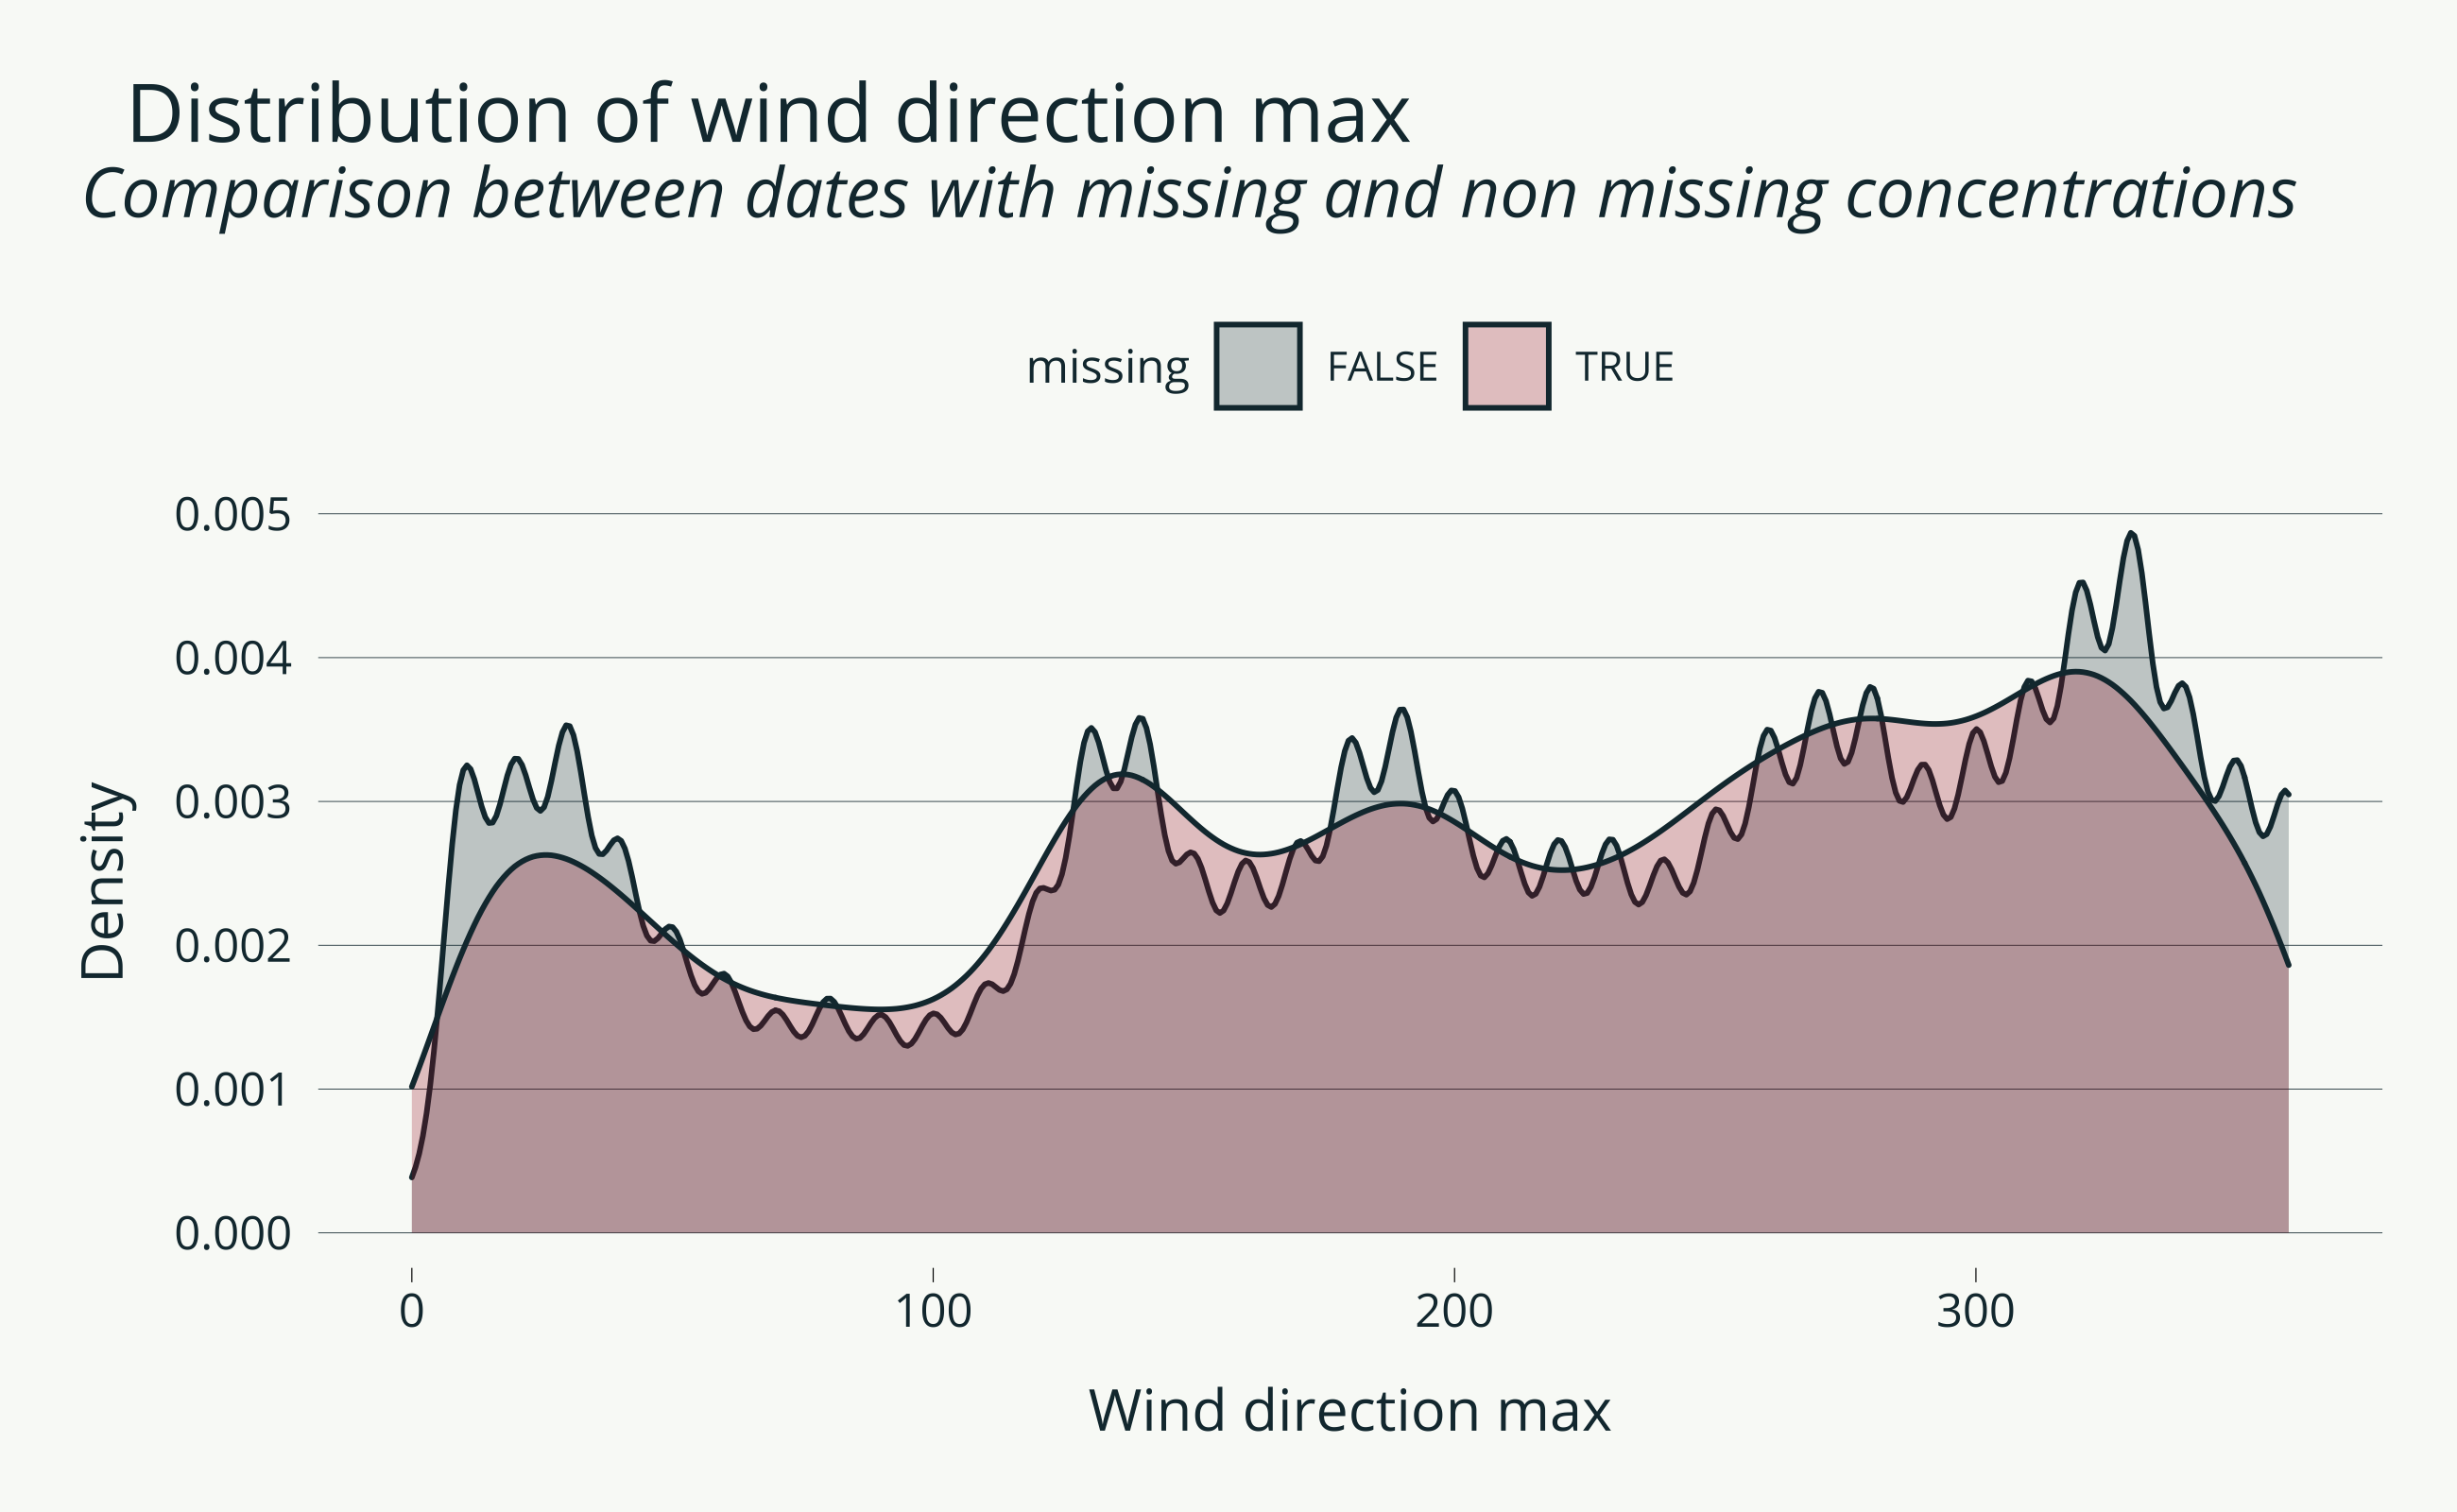 Distribution of wind direction max
Comparison between dates with missing and non missing concentrations
missing FALSE TRUE
0.005
0.004
0.003
0.002
0.001
0.000
Density
0 100 200 300
Wind direction max